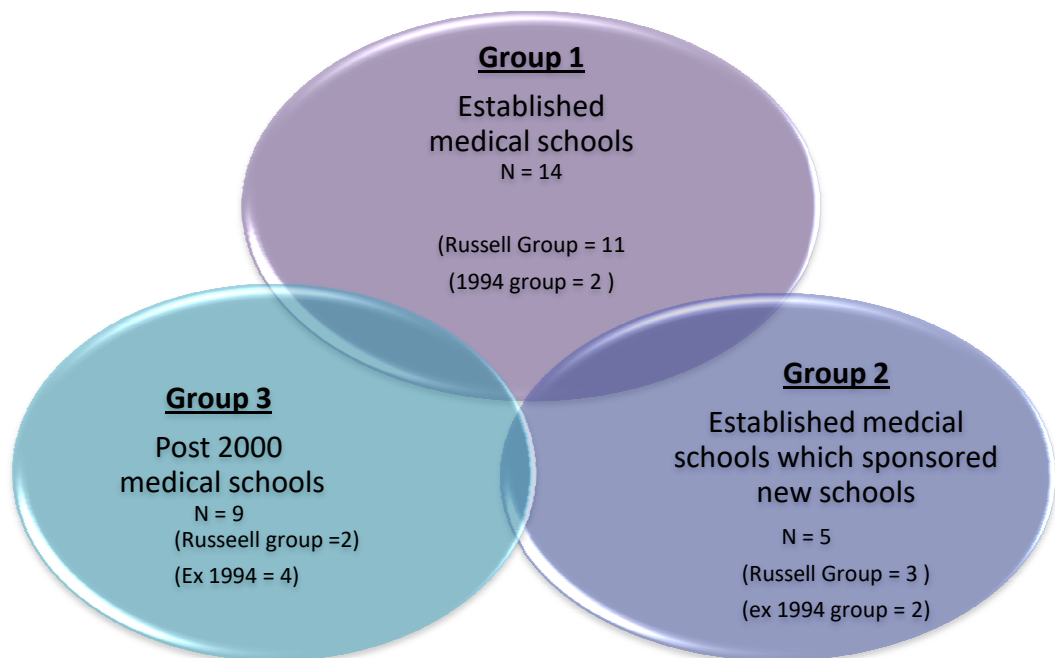 Group 1
Established
medical schools
N = 14
(Russell Group = 11
(1994 group = 2 )
Group 3
Post 2000
medical schools
N = 9
(Russeell group =2)
(Ex 1994 = 4)
Group 2
Established medcial
schools which sponsored
new schools
N = 5
(Russell Group = 3 )
(ex 1994 group = 2)